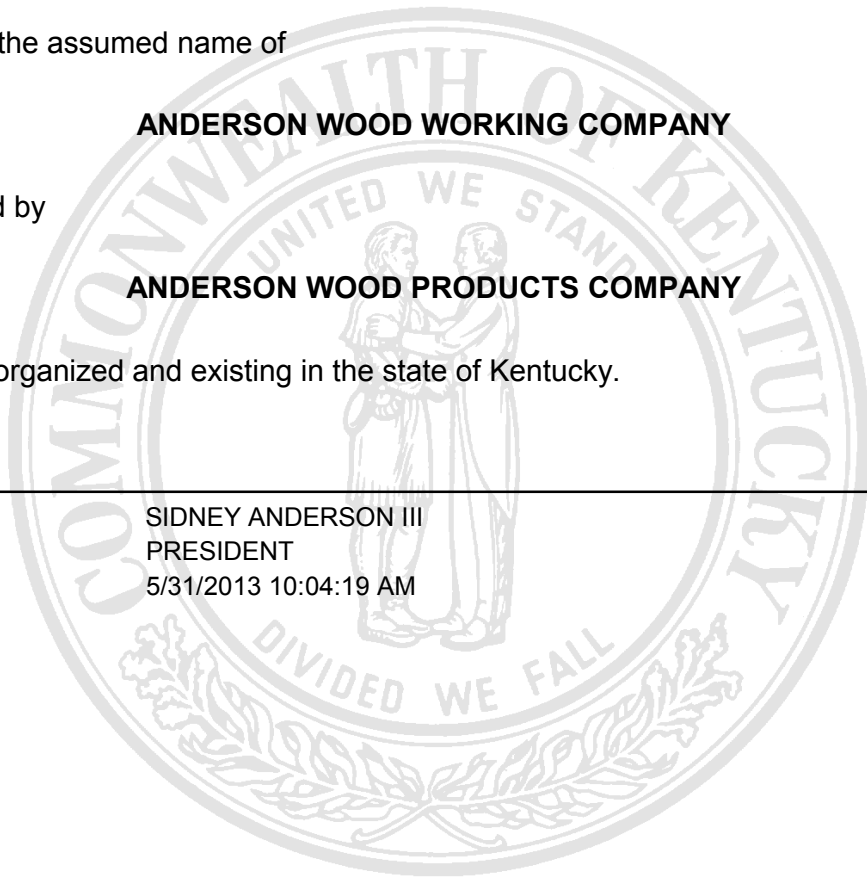 the assumed name of
ANDERSON WOOD WORKING COMPANY
d by
ANDERSON WOOD PRODUCTS COMPANY
organized and existing in the state of Kentucky.
SIDNEY ANDERSON III
PRESIDENT
5/31/2013 10:04:19 AM
COMMONWEALTH OF KENTUCKY
UNITED WE STAND
DIVIDED WE FALL